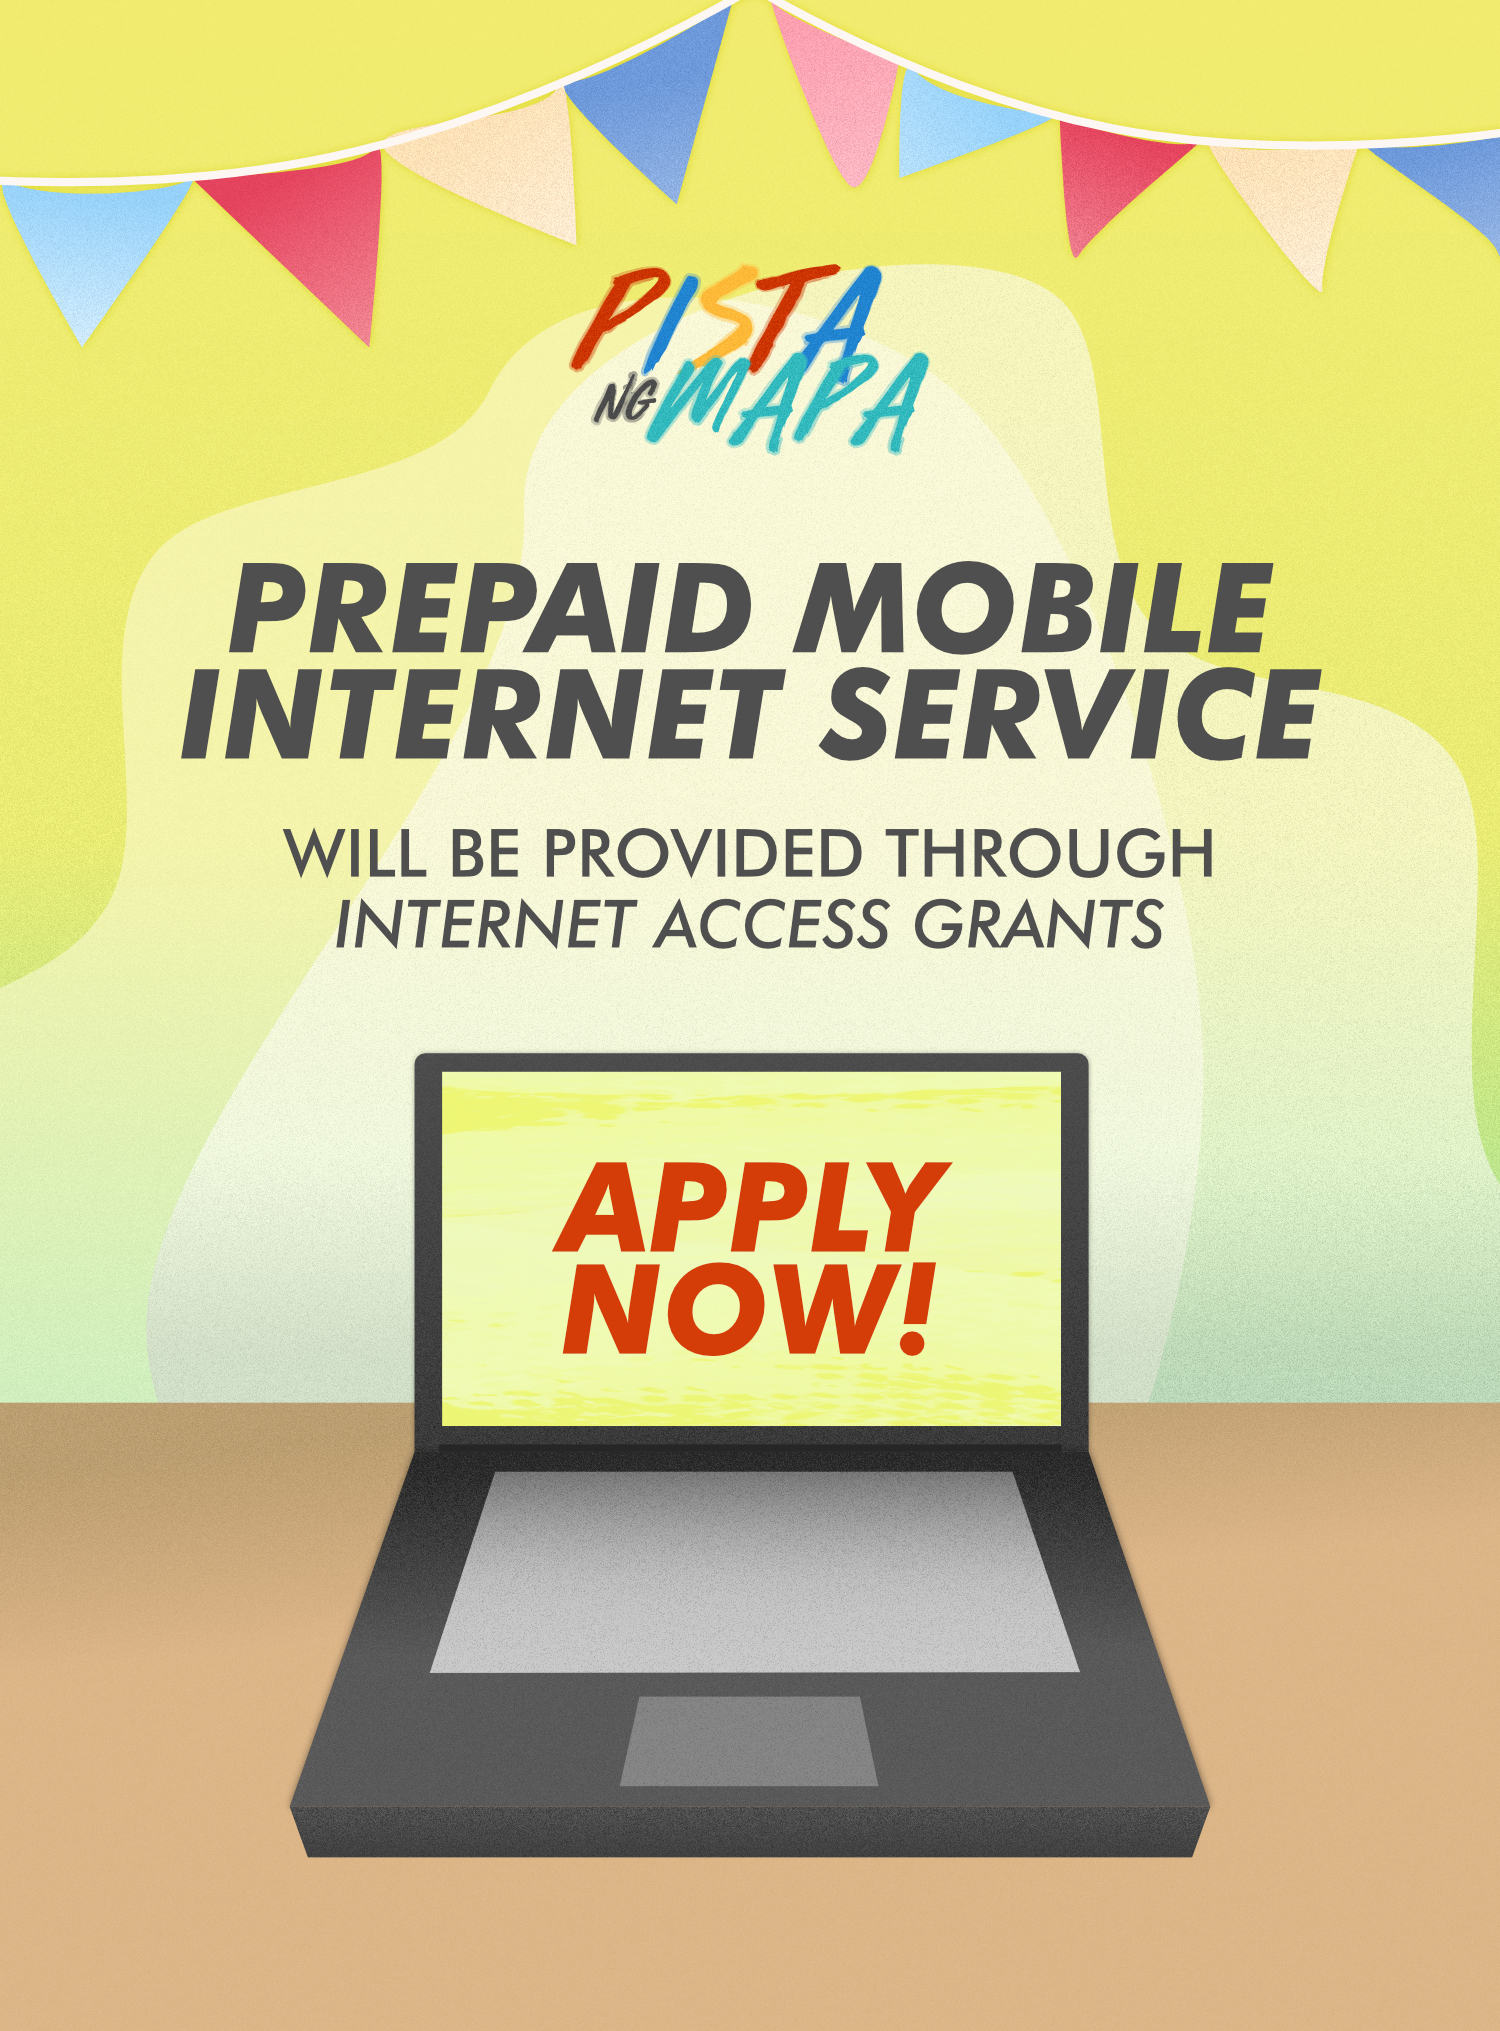 PISTA
NG MAPA
PREPAID MOBILE
INTERNET SERVICE
WILL BE PROVIDED THROUGH
INTERNET ACCESS GRANTS
APPLY
NOW!